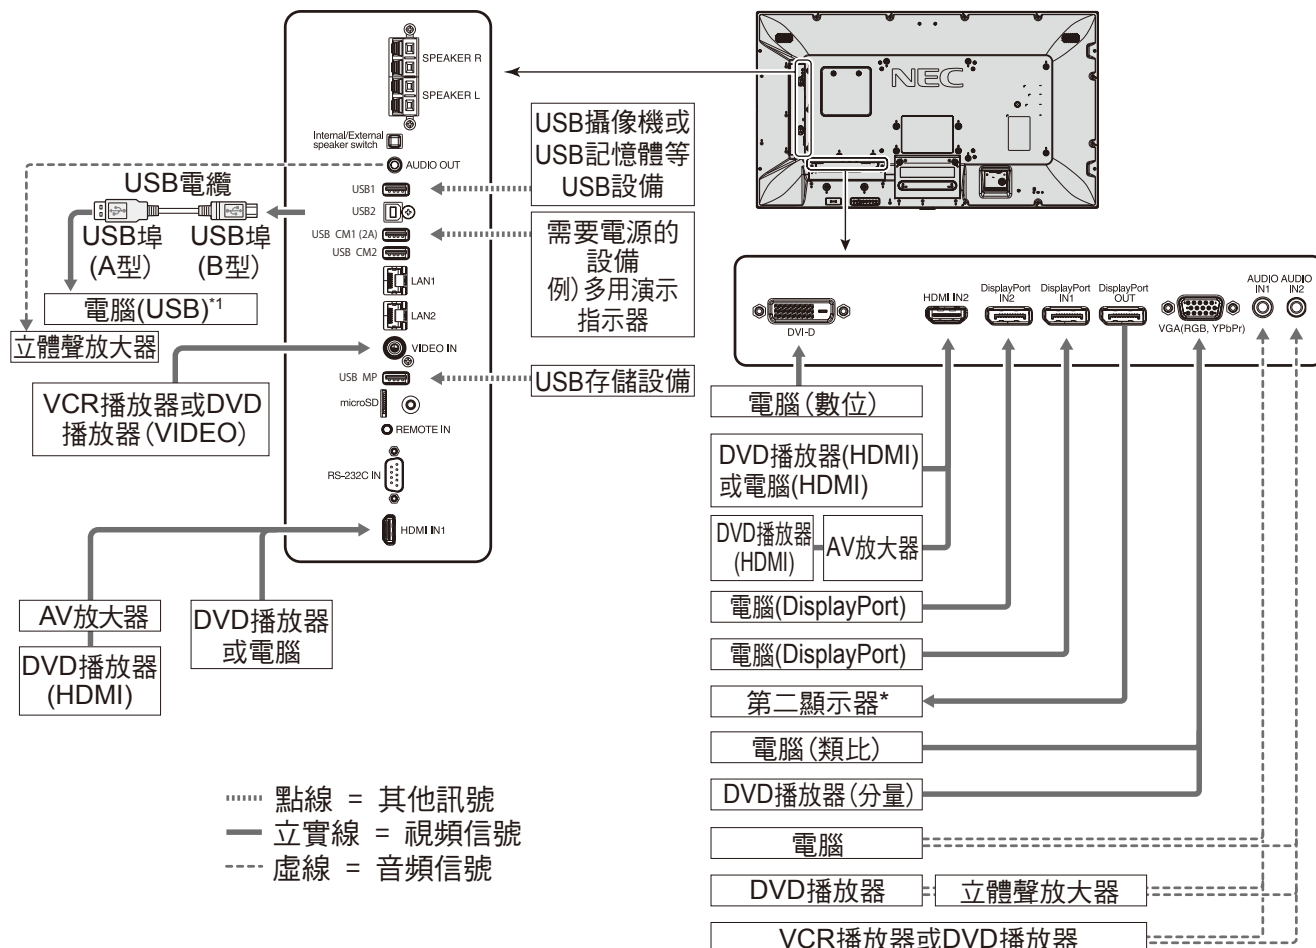 SPEAKER R
SPEAKER L
Internal/External
speaker switch
AUDIO OUT
USB1
USB2
USB CM1 (2A)
USB CM2
LAN1
LAN2
VIDEO IN
USB MP
microSD
REMOTE IN
RS-232C IN
HDMI IN1
USB電纜
USB埠
(A型)
USB埠
(B型)
電腦(USB)*1
立體聲放大器
VCR播放器或DVD
播放器(VIDEO)
AV放大器
DVD播放器
(HDMI)
DVD播放器
或電腦
USB攝像機或
USB記憶體等
USB設備
需要電源的
設備
例) 多用演示
指示器
USB存儲設備
NEC
DVI-D
HDMI IN2
DisplayPort
IN2
DisplayPort
IN1
DisplayPort
OUT
VGA(RGB, YPbPr)
AUDIO
IN1
AUDIO
IN2
電腦(數位)
DVD播放器(HDMI)
或電腦(HDMI)
DVD播放器
(HDMI)
AV放大器
電腦(DisplayPort)
電腦(DisplayPort)
第二顯示器*
電腦(類比)
DVD播放器(分量)
電腦
DVD播放器
立體聲放大器
VCR播放器或DVD播放器
點線 = 其他訊號
立實線 = 視頻信號
虛線 = 音頻信號